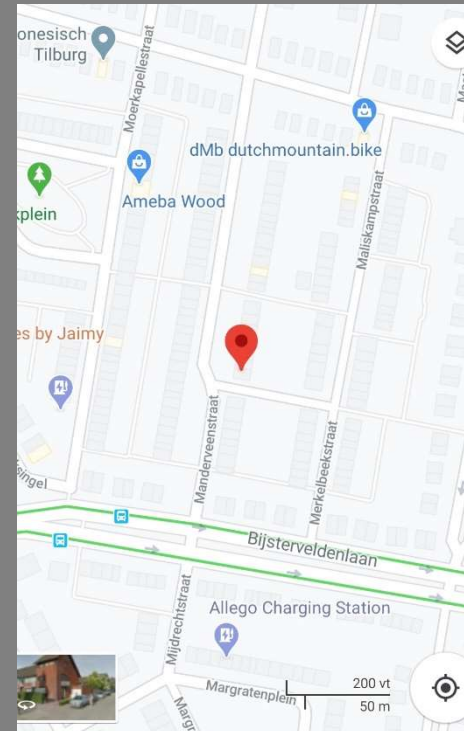 onesisch
Tilburg
Moerkapellestraat
dMb dutchmountain.bike
Ameba Wood
kplein
Maliskampstraat
es by Jaimy
Manderveenstraat
Merkelbeekstraat
singel
Bijsterveldenlaan
Mijdrechtstraat
Allego Charging Station
Margratenplein
Margr
200 vt
50 m